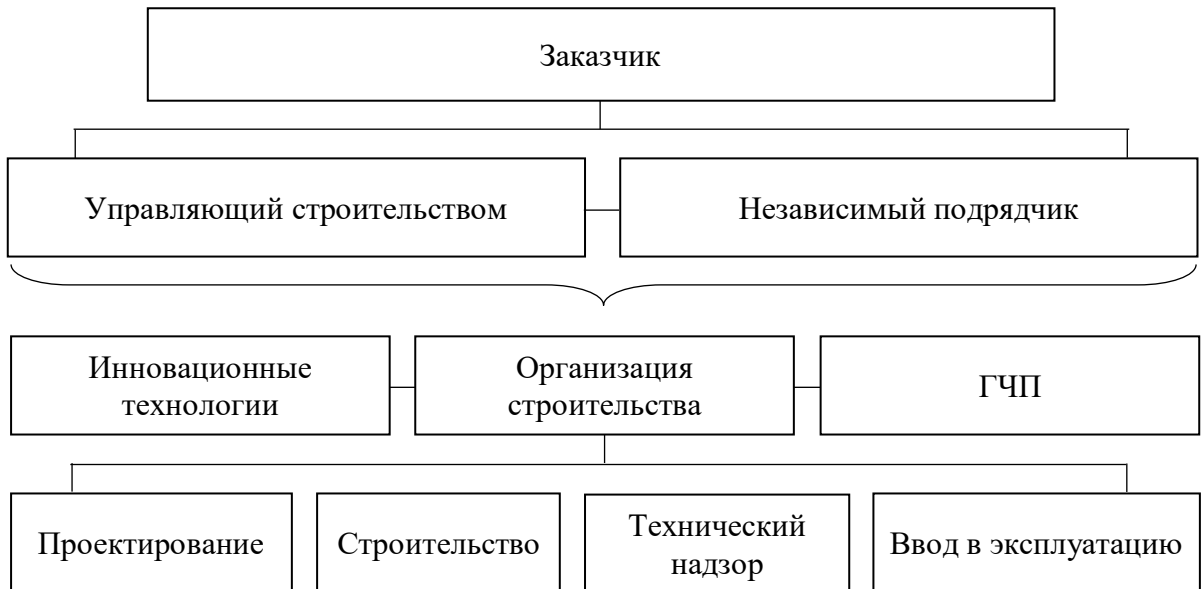 Заказчик
Управляющий строительством
Независимый подрядчик
Инновационные
технологии
Организация
строительства
ГЧП
Проектирование
Строительство
Технический
надзор
Ввод в эксплуатацию